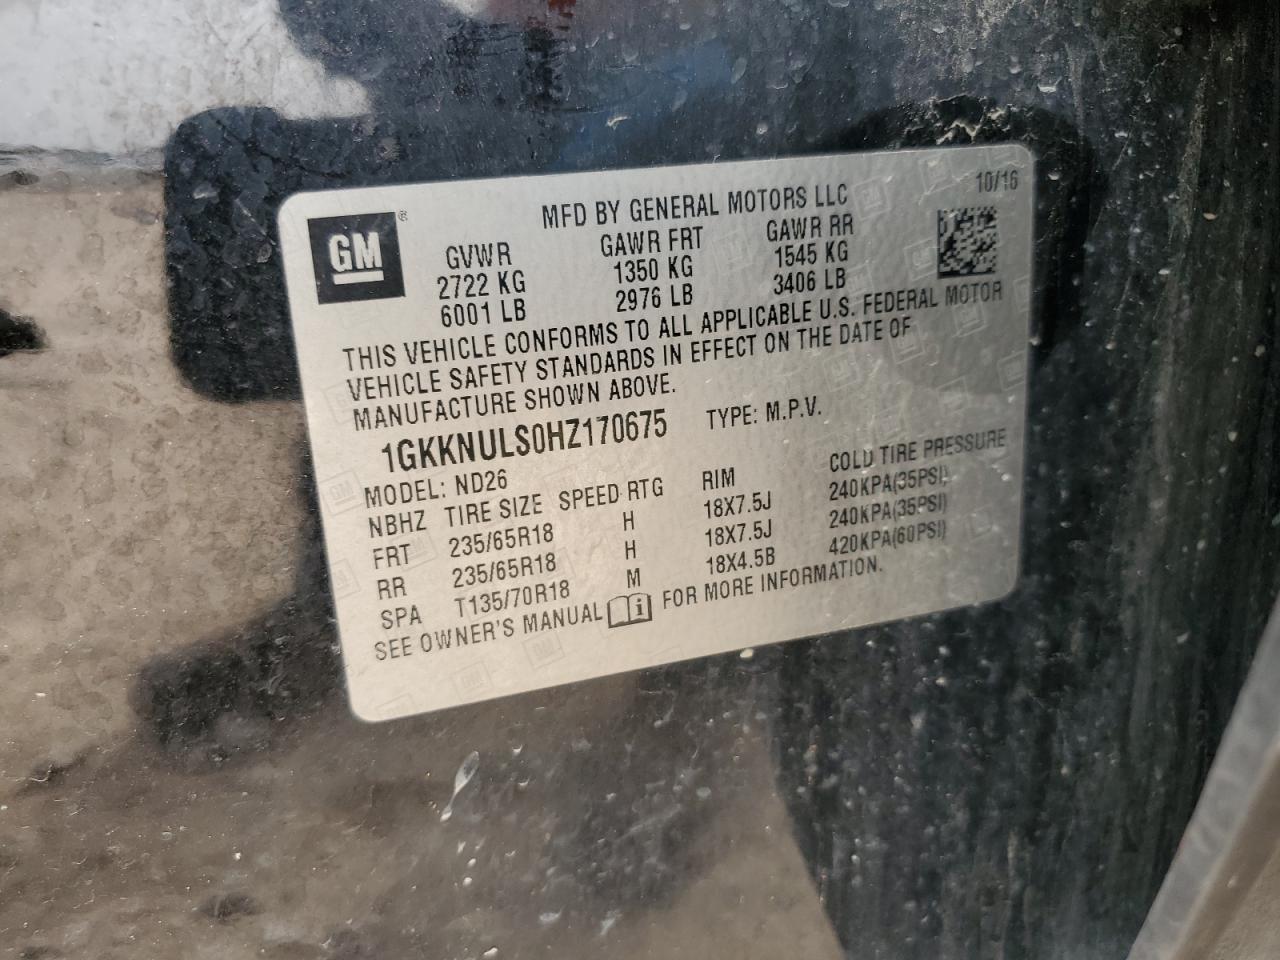 GM®
MFD BY GENERAL MOTORS LLC 10/16
GVWR GAWR FRT GAWR RR
2722 KG 1350 KG 1545 KG
6001 LB 2976 LB 3406 LB
THIS VEHICLE CONFORMS TO ALL APPLICABLE U.S. FEDERAL MOTOR
VEHICLE SAFETY STANDARDS IN EFFECT ON THE DATE OF
MANUFACTURE SHOWN ABOVE.
1GKKNULS0HZ170675 TYPE: M.P.V.
MODEL: ND26
NBHZ TIRE SIZE SPEED RTG RIM COLD TIRE PRESSURE
FRT 235/65R18 H 18X7.5J 240KPA(35PSI)
RR 235/65R18 H 18X7.5J 240KPA(35PSI)
SPA T135/70R18 M 18X4.5B 420KPA(60PSI)
SEE OWNER'S MANUAL FOR MORE INFORMATION.